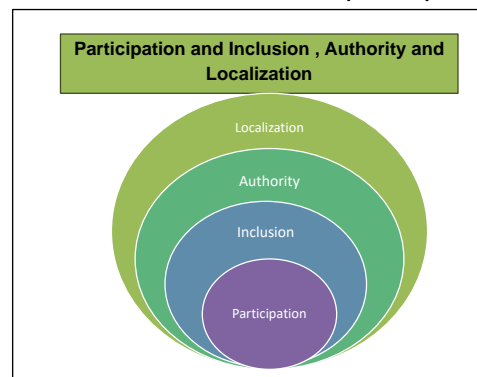 Participation and Inclusion , Authority and
Localization
Localization
Authority
Inclusion
Participation